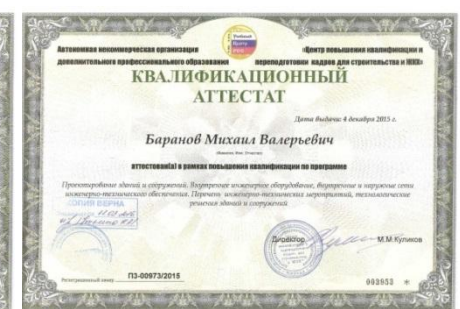 Автономная некоммерческая организация
дополнительного профессионального образования
«Центр повышения квалификации и
переподготовки кадров для строительства и ЖКХ»
КВАЛИФИКАЦИОННЫЙ
АТТЕСТАТ
Дата выдачи: 4 декабря 2015 г.
Баранов Михаил Валерьевич
аттестован(а) в рамках повышения квалификации по программе
Проектирование зданий и сооружений. Внутреннее инженерное оборудование, внутренние и наружные сети
инженерно-технического обеспечения. Перечень инженерно-технических мероприятий, технологические
решения зданий и сооружений
КОПИЯ ВЕРНА
Директор
М.М.Куликов
Регистрационный номер П3-00973/2015
003953 *